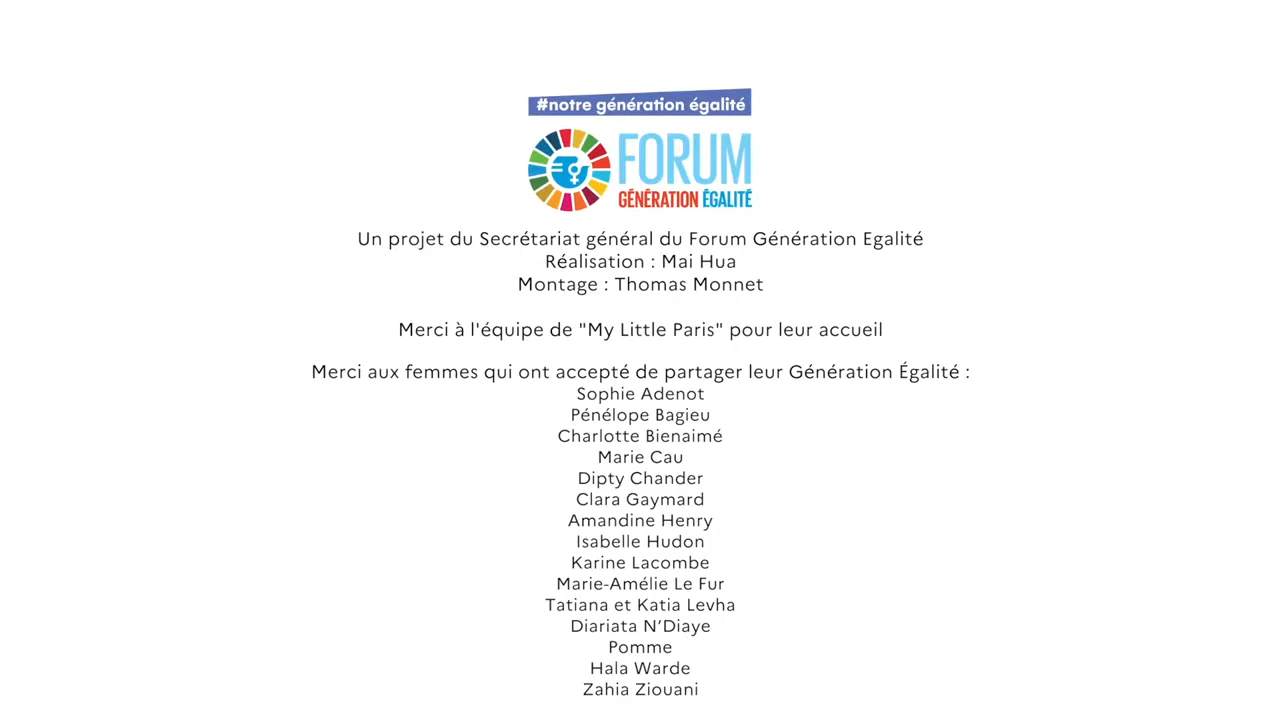 #notre génération égalité
FORUM
GÉNÉRATION ÉGALITÉ
Un projet du Secrétariat général du Forum Génération Egalité
Réalisation : Mai Hua
Montage : Thomas Monnet
Merci à l'équipe de "My Little Paris" pour leur accueil
Merci aux femmes qui ont accepté de partager leur Génération Égalité :
Sophie Adenot
Pénélope Bagieu
Charlotte Bienaimé
Marie Cau
Dipty Chander
Clara Gaymard
Amandine Henry
Isabelle Hudon
Karine Lacombe
Marie-Amélie Le Fur
Tatiana et Katia Levha
Diariata N’Diaye
Pomme
Hala Warde
Zahia Ziouani